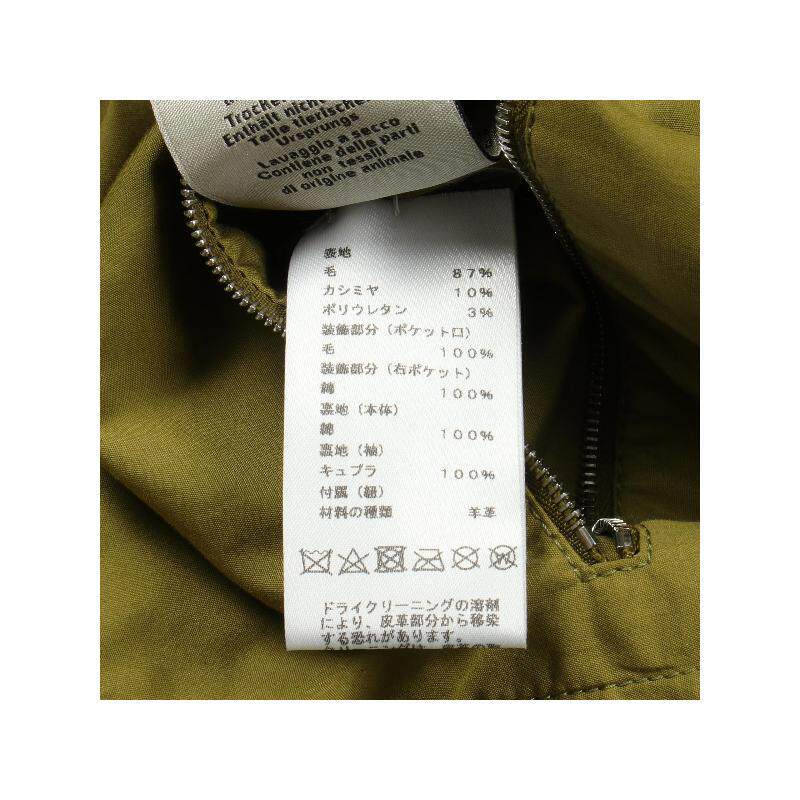 Trocken
Enthält nicht
Teile tierischen
Ursprungs
Lavaggio a secco
Contiene delle parti
non tessili
di origine animale
表地
毛 87%
カシミヤ 10%
ポリウレタン 3%
装飾部分（ポケット口）
毛 100%
装飾部分（右ポケット）
綿 100%
裏地（本体）
綿 100%
裏地（袖）
キュプラ 100%
付属（紐）
材料の種類 羊革
ドライクリーニングの溶剤
により、皮革部分から移染
する恐れがあります。